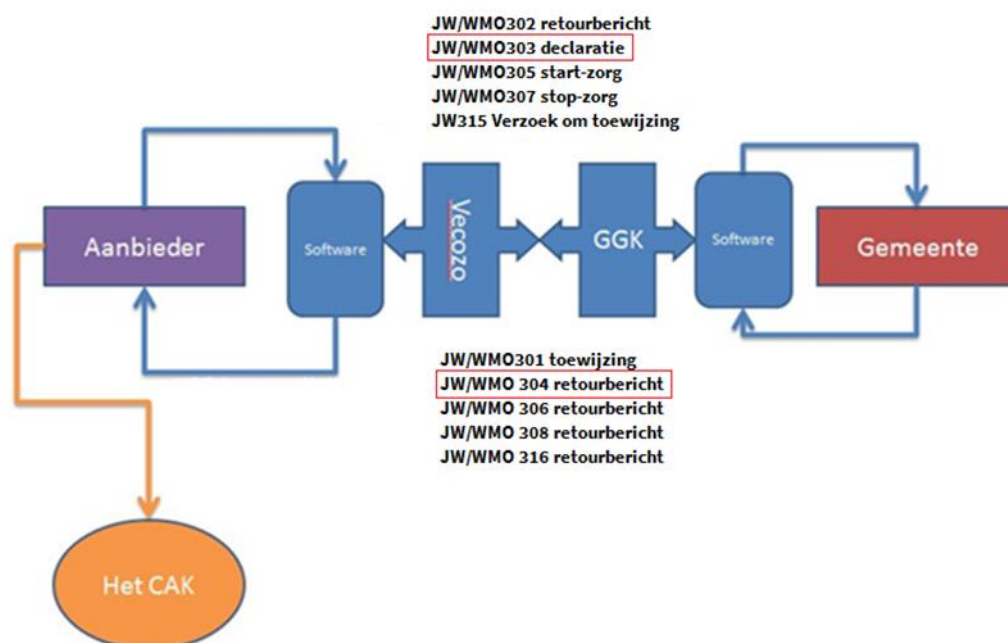 JW/WMO302 retourbericht
JW/WMO303 declaratie
JW/WMO305 start-zorg
JW/WMO307 stop-zorg
JW315 Verzoek om toewijzing
Aanbieder
Software
Vecozo
GGK
Software
Gemeente
JW/WMO301 toewijzing
JW/WMO 304 retourbericht
JW/WMO 306 retourbericht
JW/WMO 308 retourbericht
JW/WMO 316 retourbericht
Het CAK